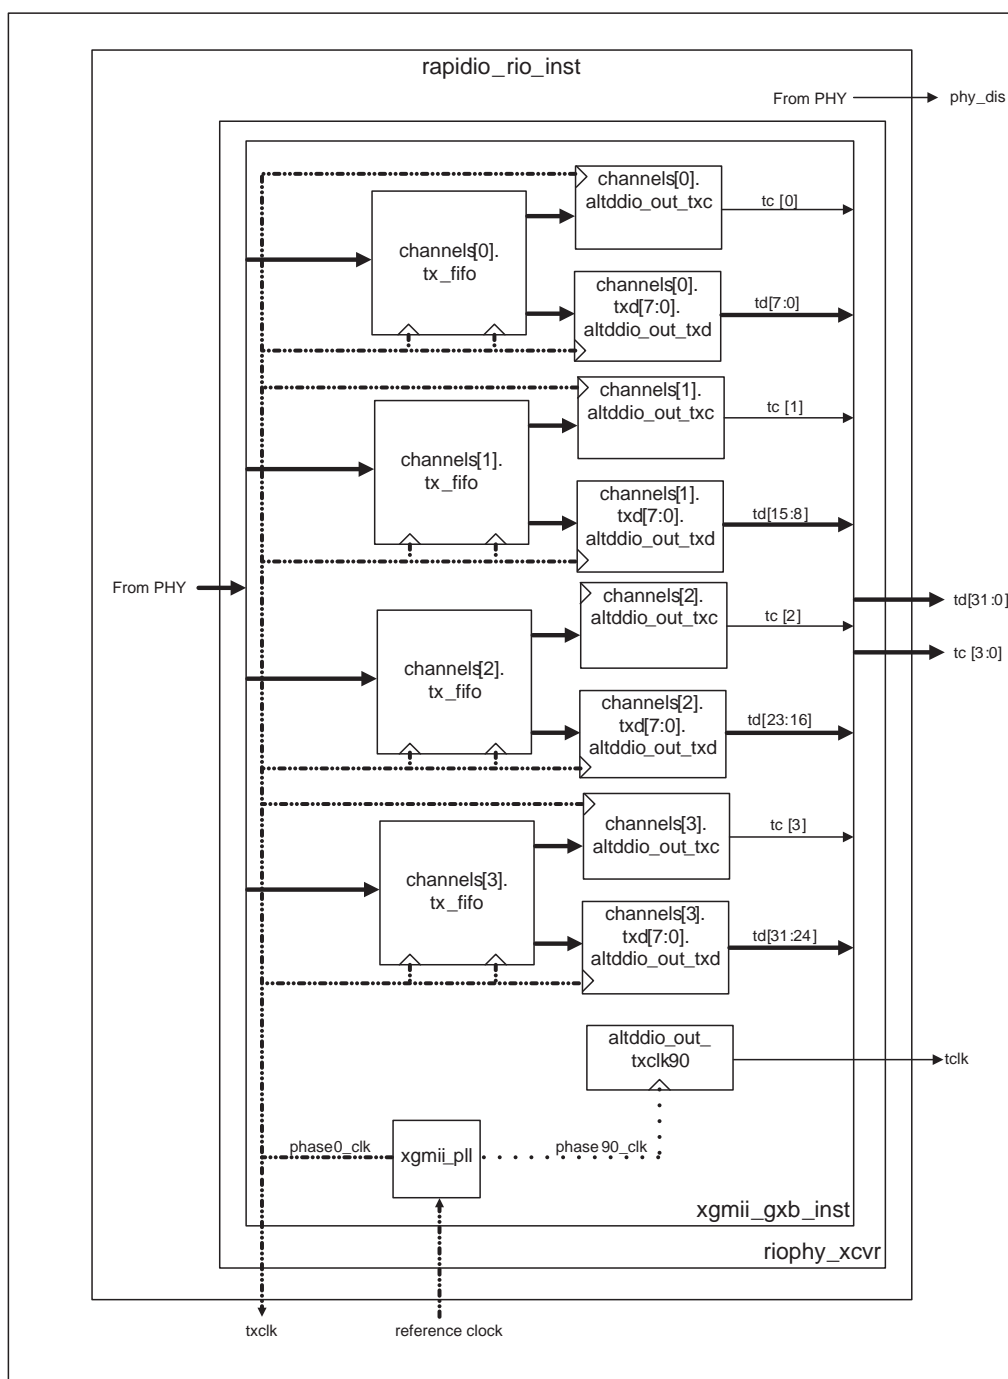 rapidio_rio_inst
From PHY
phy_dis
channels[0].
altddio_out_txc
tc [0]
channels[0].
tx_fifo
channels[0].
txd[7:0].
altddio_out_txd
td[7:0]
channels[1].
altddio_out_txc
tc [1]
channels[1].
tx_fifo
channels[1].
txd[7:0].
altddio_out_txd
td[15:8]
From PHY
channels[2].
altddio_out_txc
tc [2]
td[31:0]
tc [3:0]
channels[2].
tx_fifo
channels[2].
txd[7:0].
altddio_out_txd
td[23:16]
channels[3].
altddio_out_txc
tc [3]
channels[3].
tx_fifo
channels[3].
txd[7:0].
altddio_out_txd
td[31:24]
altddio_out_
txclk90
tclk
phase0_clk
xgmii_pll
phase90_clk
xgmii_gxb_inst
riophy_xcvr
txclk
reference clock